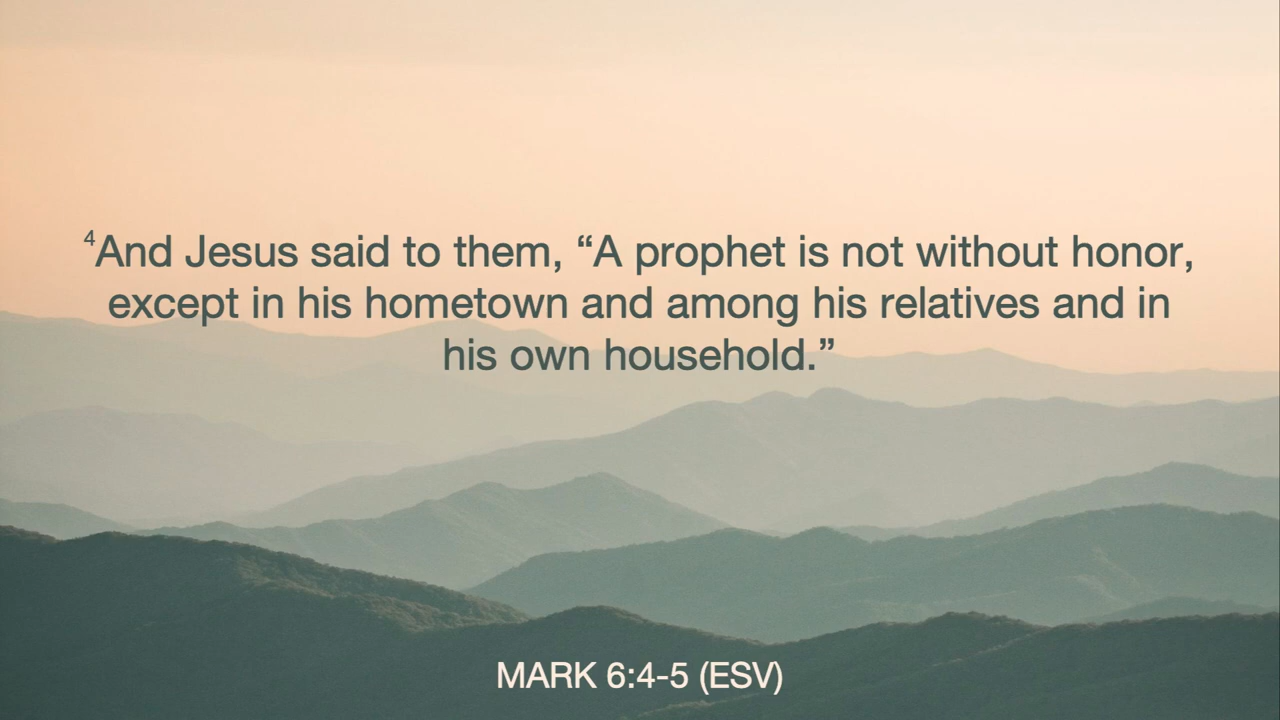 ⁴And Jesus said to them, “A prophet is not without honor,
except in his hometown and among his relatives and in
his own household.”
MARK 6:4-5 (ESV)